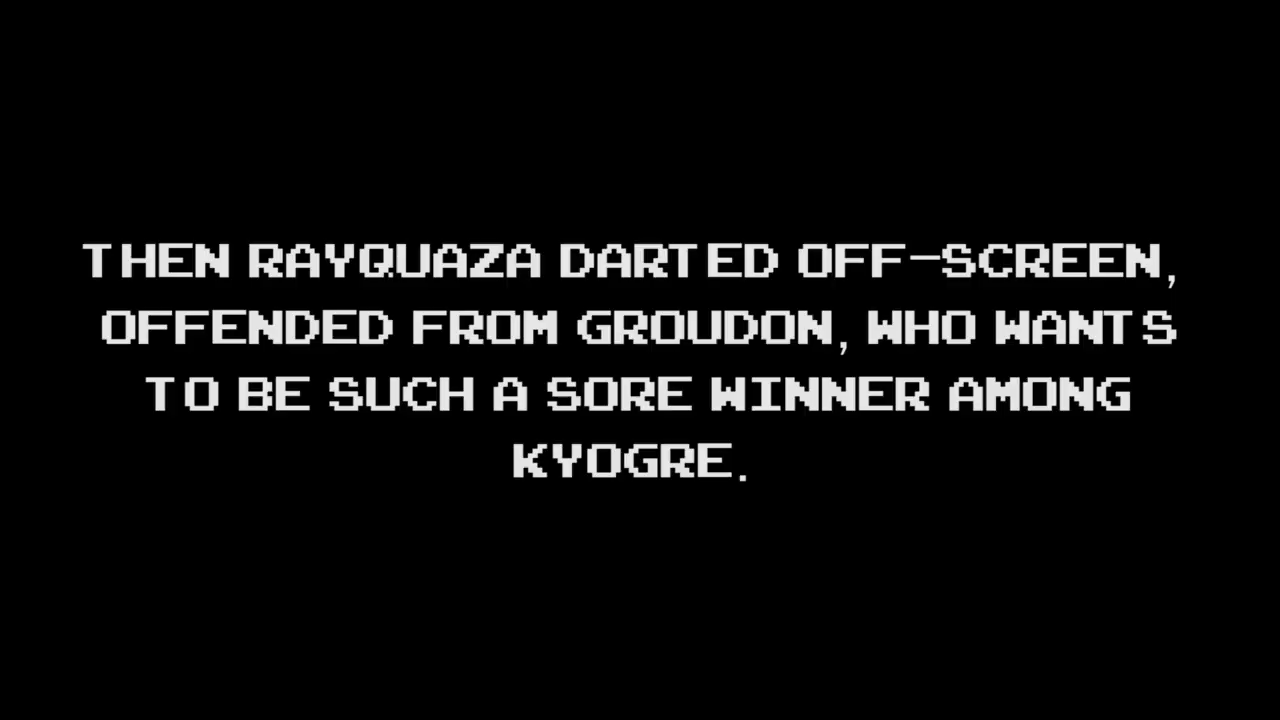 THEN RAYQUAZA DARTED OFF-SCREEN,
OFFENDED FROM GROUDON, WHO WANTS
TO BE SUCH A SORE WINNER AMONG
KYOGRE.